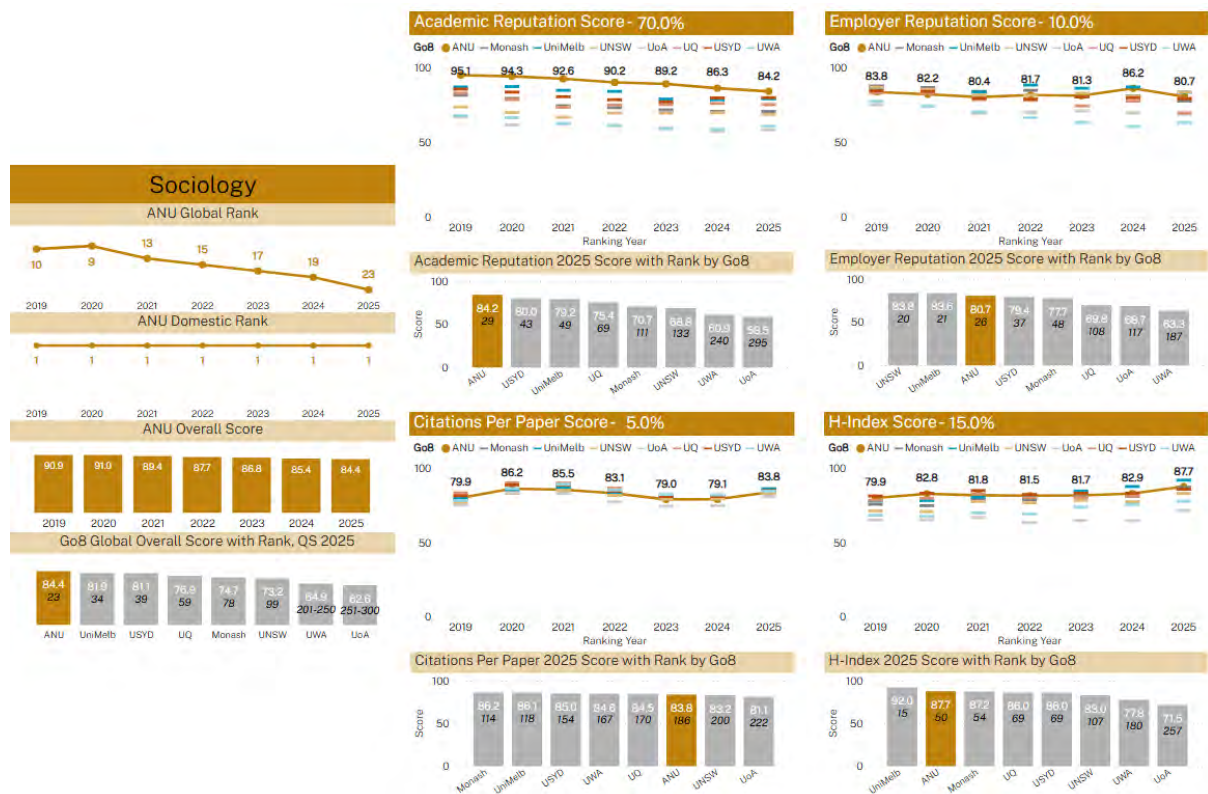 Sociology
ANU Global Rank
10 9 13 15 17 19 23
2019 2020 2021 2022 2023 2024 2025
ANU Domestic Rank
1 1 1 1 1 1 1
2019 2020 2021 2022 2023 2024 2025
ANU Overall Score
90.9 91.0 89.4 87.7 86.8 85.4 84.4
2019 2020 2021 2022 2023 2024 2025
Go8 Global Overall Score with Rank, QS 2025
84.4 81.9 81.1 76.9 74.7 73.2 64.9 62.6
23 34 39 59 78 99 201-250 251-300
ANU UniMelb USYD UQ Monash UNSW UWA UoA
Academic Reputation Score - 70.0%
Go8 ANU Monash UniMelb UNSW UoA UQ USYD UWA
100
95.1 94.3 92.6 90.2 89.2 86.3 84.2
50
0
2019 2020 2021 2022 2023 2024 2025
Ranking Year
Academic Reputation 2025 Score with Rank by Go8
100
50
0
Score
84.2 80.0 79.2 75.4 70.7 68.8 60.9 58.5
29 43 49 69 111 133 240 295
ANU USYD UniMelb UQ Monash UNSW UWA UoA
Employer Reputation Score - 10.0%
Go8 ANU Monash UniMelb UNSW UoA UQ USYD UWA
100
83.8 82.2 80.4 81.7 81.3 86.2 80.7
50
0
2019 2020 2021 2022 2023 2024 2025
Ranking Year
Employer Reputation 2025 Score with Rank by Go8
100
50
0
Score
83.8 83.6 80.7 79.4 77.7 69.8 68.7 63.3
20 21 26 37 48 108 117 187
UNSW UniMelb ANU USYD Monash UQ UoA UWA
Citations Per Paper Score - 5.0%
Go8 ANU Monash UniMelb UNSW UoA UQ USYD UWA
100
79.9 86.2 85.5 83.1 79.0 79.1 83.8
50
0
2019 2020 2021 2022 2023 2024 2025
Ranking Year
Citations Per Paper 2025 Score with Rank by Go8
100
50
0
Score
86.2 86.1 85.0 84.6 84.5 83.8 83.2 81.1
114 118 154 167 170 186 200 222
Monash UniMelb USYD UWA UQ ANU UNSW UoA
H-Index Score - 15.0%
Go8 ANU Monash UniMelb UNSW UoA UQ USYD UWA
100
79.9 82.8 81.8 81.5 81.7 82.9 87.7
50
0
2019 2020 2021 2022 2023 2024 2025
Ranking Year
H-Index 2025 Score with Rank by Go8
100
50
0
Score
92.0 87.7 87.2 86.0 86.0 83.0 77.8 71.5
15 50 54 69 69 107 180 257
UniMelb ANU Monash UQ USYD UNSW UWA UoA